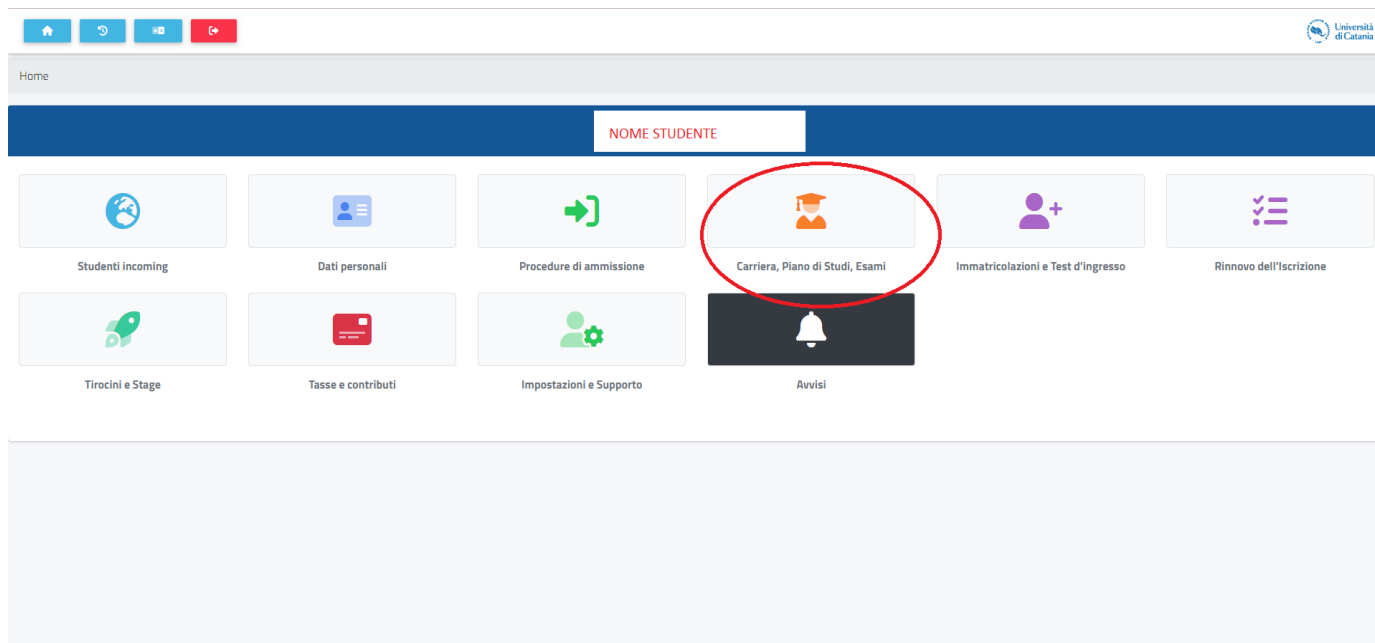 Università
di Catania
Home
NOME STUDENTE
Studenti incoming
Dati personali
Procedure di ammissione
Carriera, Piano di Studi, Esami
Immatricolazioni e Test d'ingresso
Rinnovo dell'Iscrizione
Tirocini e Stage
Tasse e contributi
Impostazioni e Supporto
Avvisi